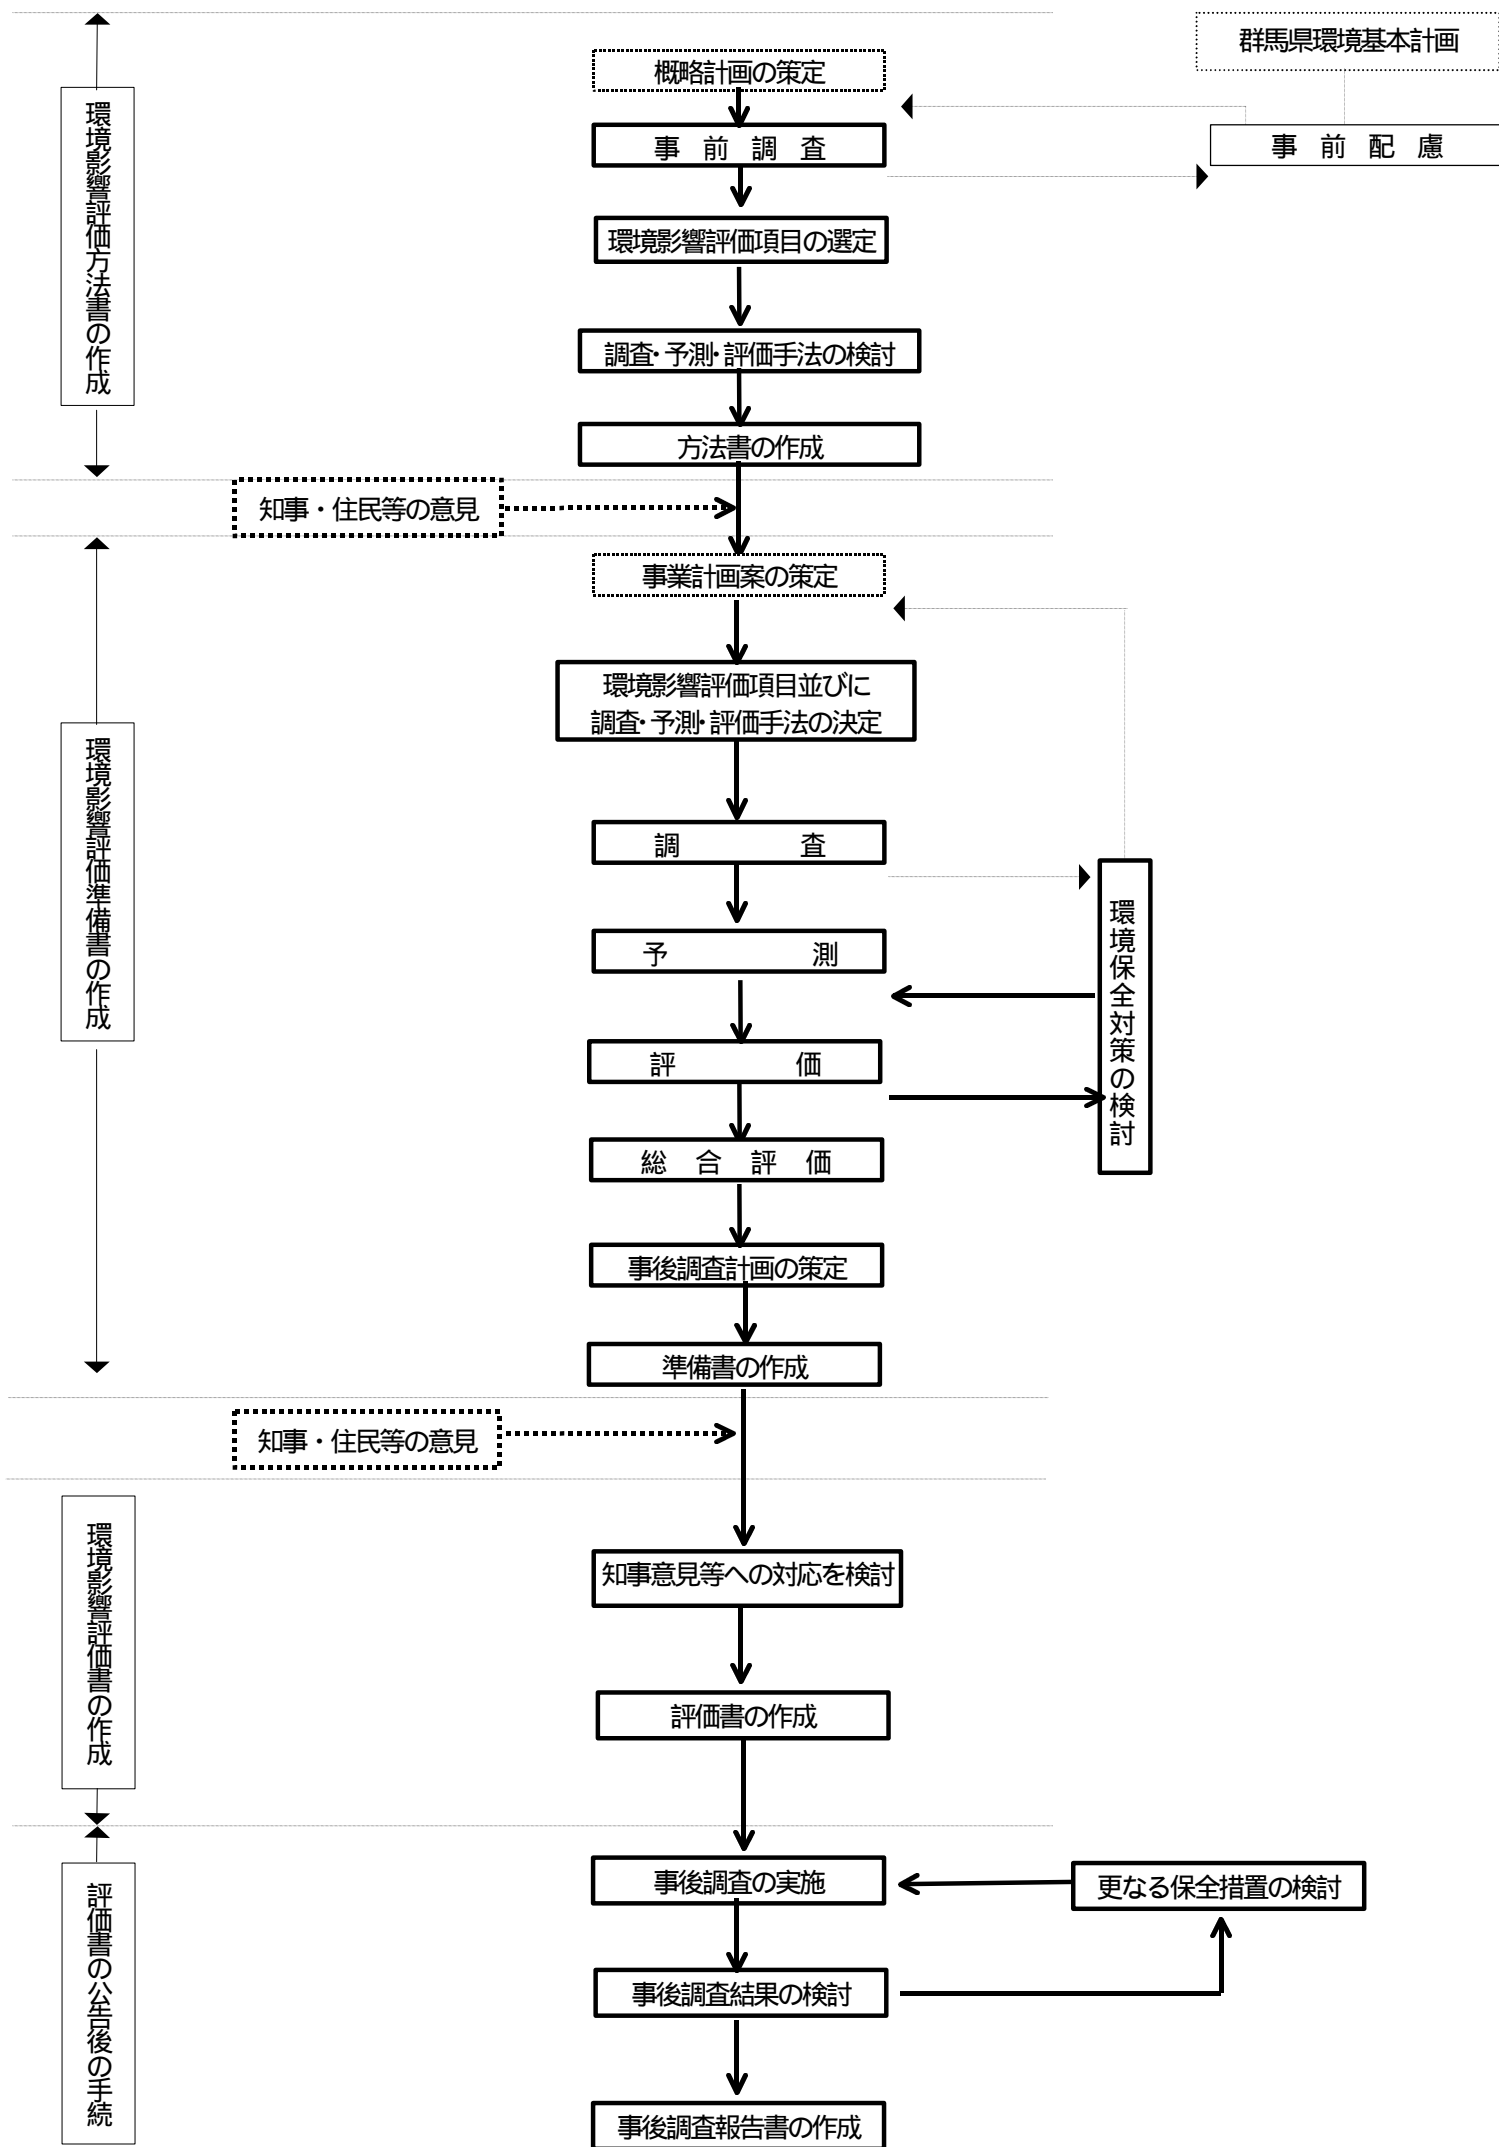 群馬県環境基本計画
概略計画の策定
事前調査
事前配慮
環境影響評価方法書の作成
環境影響評価項目の選定
調査・予測・評価手法の検討
方法書の作成
知事・住民等の意見
事業計画案の策定
環境影響評価項目並びに
調査・予測・評価手法の決定
環境影響評価準備書の作成
調査
環境保全対策の検討
予測
評価
総合評価
事後調査計画の策定
準備書の作成
知事・住民等の意見
環境影響評価書の作成
知事意見等への対応を検討
評価書の作成
評価書の公告後の手続
事後調査の実施
更なる保全措置の検討
事後調査結果の検討
事後調査報告書の作成